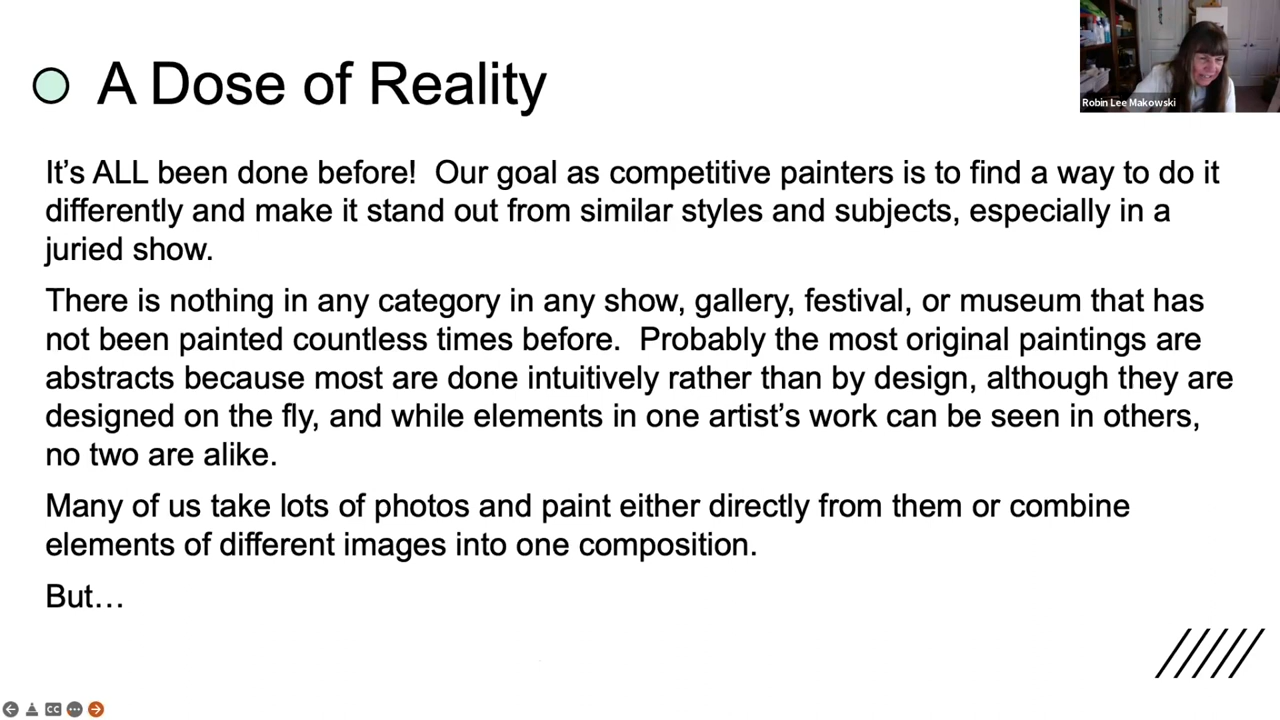 A Dose of Reality
Robin Lee Makowski
It’s ALL been done before!  Our goal as competitive painters is to find a way to do it
differently and make it stand out from similar styles and subjects, especially in a
juried show.
There is nothing in any category in any show, gallery, festival, or museum that has
not been painted countless times before.  Probably the most original paintings are
abstracts because most are done intuitively rather than by design, although they are
designed on the fly, and while elements in one artist’s work can be seen in others,
no two are alike.
Many of us take lots of photos and paint either directly from them or combine
elements of different images into one composition.
But…
CC